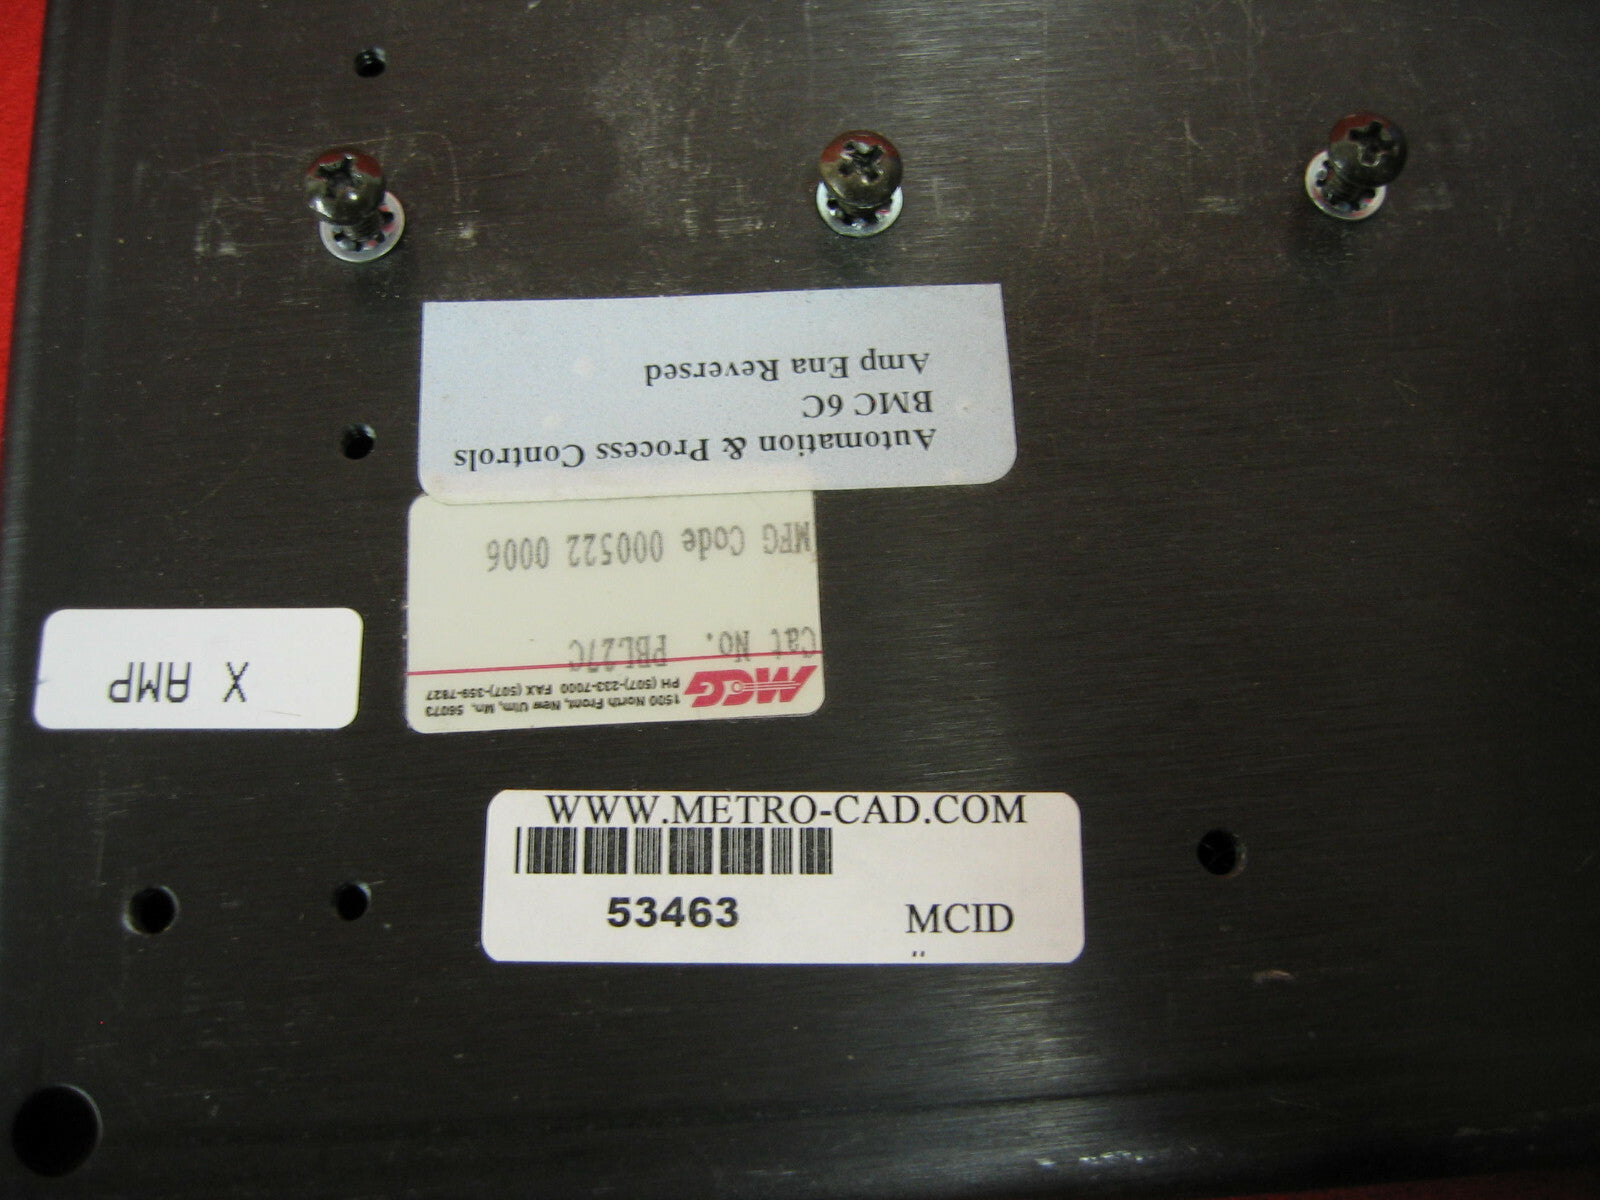 Automation & Process Controls
BMC 6C
Amp Ena Reversed
MCG
1500 North Front, New Ulm, Mn. 56073
PH (507)-233-7000 FAX (507)-359-7827
Cat No. PBL27C
MFG Code 000522 0006
X AMP
WWW.METRO-CAD.COM
53463 MCID